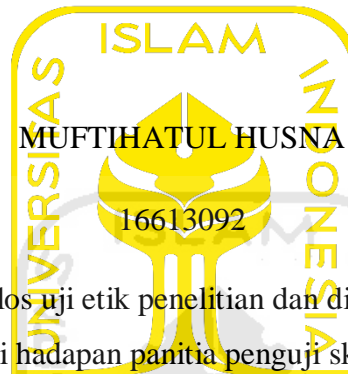 ISLAM
UNIVERSITAS
INDONESIA
MUFTIHATUL HUSNA
16613092
los uji etik penelitian dan di
i hadapan panitia penguji sk